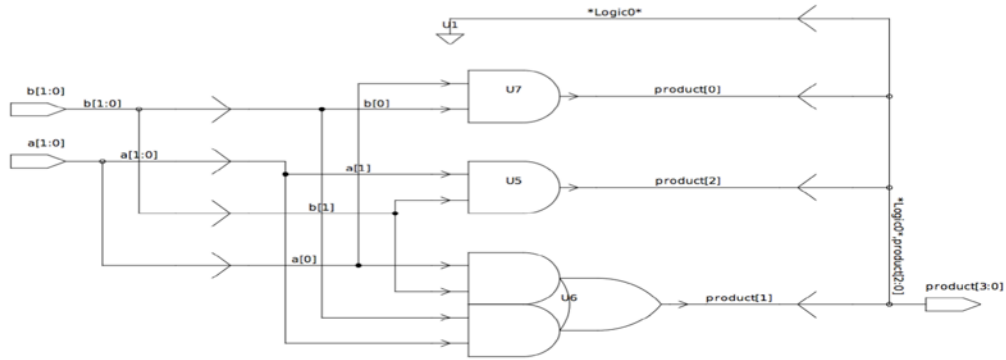 *Logic0*
U1
b[1:0]
b[1:0]
b[0]
U7
product[0]
a[1:0]
a[1:0]
a[1]
U5
product[2]
b[1]
a[0]
*Logic0*,product[2:0]
U6
product[1]
product[3:0]